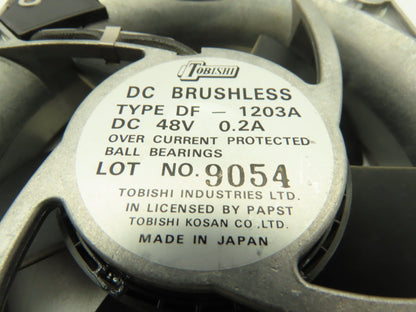 TOBISHI
DC BRUSHLESS
TYPE DF – 1203A
DC 48V 0.2A
OVER CURRENT PROTECTED
BALL BEARINGS
LOT NO. 9054
TOBISHI INDUSTRIES LTD.
IN LICENSED BY PAPST
TOBISHI KOSAN CO.,LTD.
MADE IN JAPAN